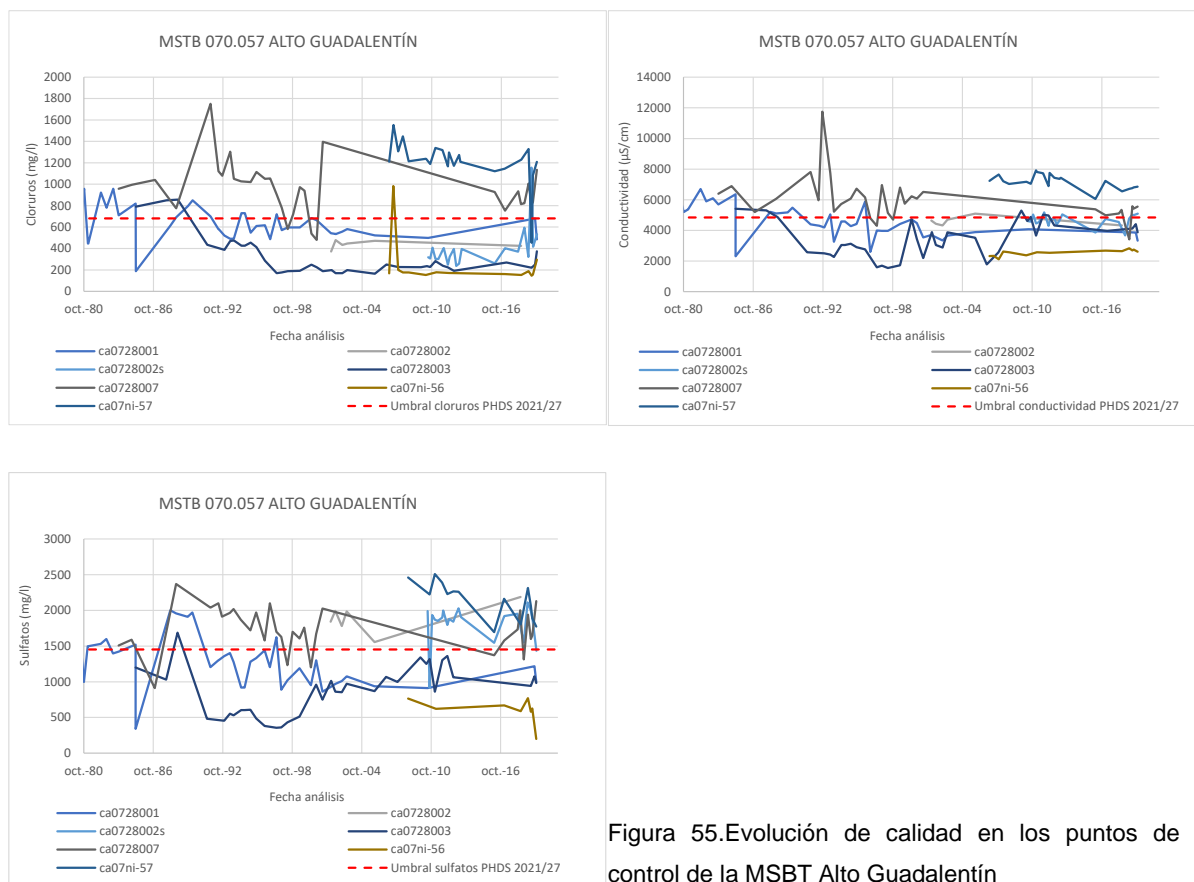 MSTB 070.057 ALTO GUADALENTÍN
Cloruros (mg/l)
2000
1800
1600
1400
1200
1000
800
600
400
200
0
oct.-80 oct.-86 oct.-92 oct.-98 oct.-04 oct.-10 oct.-16
Fecha análisis
ca0728001 ca0728002
ca0728002s ca0728003
ca0728007 ca07ni-56
ca07ni-57 Umbral cloruros PHDS 2021/27
MSTB 070.057 ALTO GUADALENTÍN
Conductividad (µS/cm)
14000
12000
10000
8000
6000
4000
2000
0
oct.-80 oct.-86 oct.-92 oct.-98 oct.-04 oct.-10 oct.-16
Fecha análisis
ca0728001 ca0728002
ca0728002s ca0728003
ca0728007 ca07ni-56
ca07ni-57 Umbral conductividad PHDS 2021/27
MSTB 070.057 ALTO GUADALENTÍN
Sulfatos (mg/l)
3000
2500
2000
1500
1000
500
0
oct.-80 oct.-86 oct.-92 oct.-98 oct.-04 oct.-10 oct.-16
Fecha análisis
ca0728001 ca0728002
ca0728002s ca0728003
ca0728007 ca07ni-56
ca07ni-57 Umbral sulfatos PHDS 2021/27
Figura 55.Evolución de calidad en los puntos de
control de la MSBT Alto Guadalentín